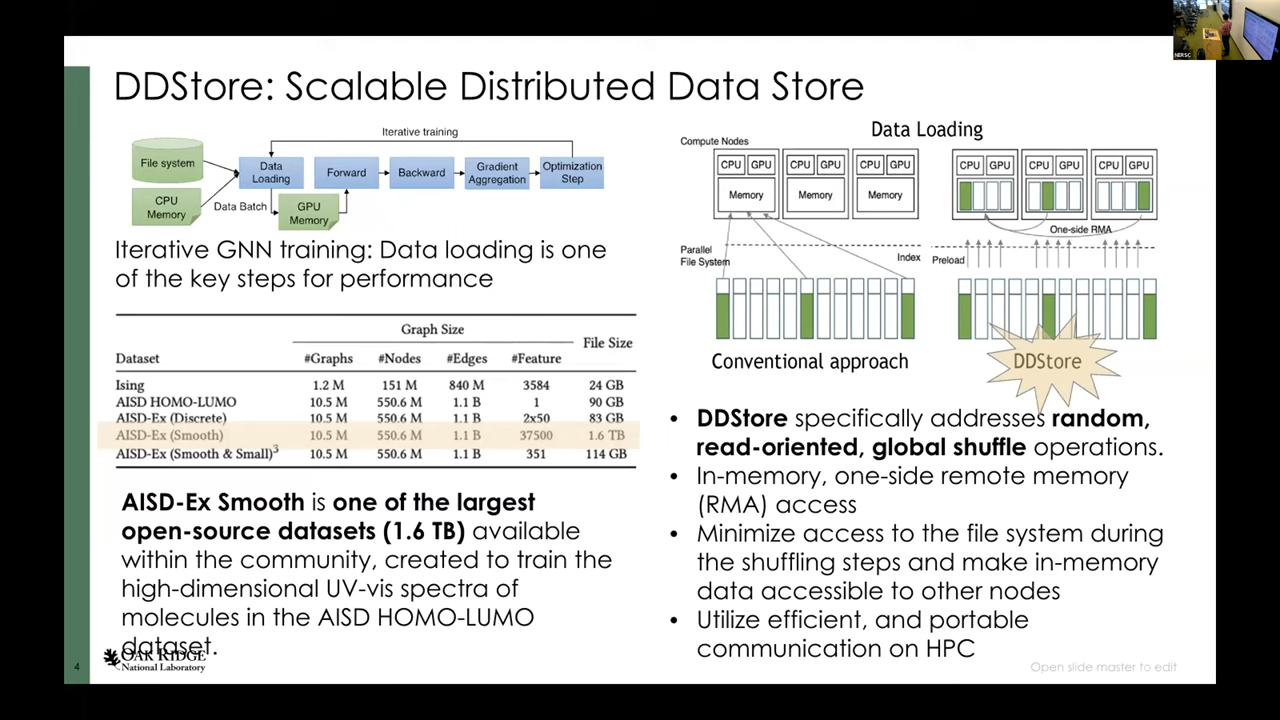 NERSC
DDStore: Scalable Distributed Data Store
Iterative training
File system
Data
Loading
Forward
Backward
Gradient
Aggregation
Optimization
Step
CPU
Memory
Data Batch
GPU
Memory
Iterative GNN training: Data loading is one
of the key steps for performance
Graph Size
File Size
Dataset #Graphs #Nodes #Edges #Feature
Ising 1.2 M 151 M 840 M 3584 24 GB
AISD HOMO-LUMO 10.5 M 550.6 M 1.1 B 1 90 GB
AISD-Ex (Discrete) 10.5 M 550.6 M 1.1 B 2x50 83 GB
AISD-Ex (Smooth) 10.5 M 550.6 M 1.1 B 37500 1.6 TB
AISD-Ex (Smooth & Small)³ 10.5 M 550.6 M 1.1 B 351 114 GB
AISD-Ex Smooth is one of the largest
open-source datasets (1.6 TB) available
within the community, created to train the
high-dimensional UV-vis spectra of
molecules in the AISD HOMO-LUMO
dataset.
Data Loading
Compute Nodes
CPU GPU CPU GPU CPU GPU CPU GPU CPU GPU CPU GPU
Memory Memory Memory
One-side RMA
Parallel
File System
Index
Preload
Conventional approach
DDStore
• DDStore specifically addresses random,
read-oriented, global shuffle operations.
• In-memory, one-side remote memory
(RMA) access
• Minimize access to the file system during
the shuffling steps and make in-memory
data accessible to other nodes
• Utilize efficient, and portable
communication on HPC
4
OAK RIDGE
National Laboratory
Open slide master to edit